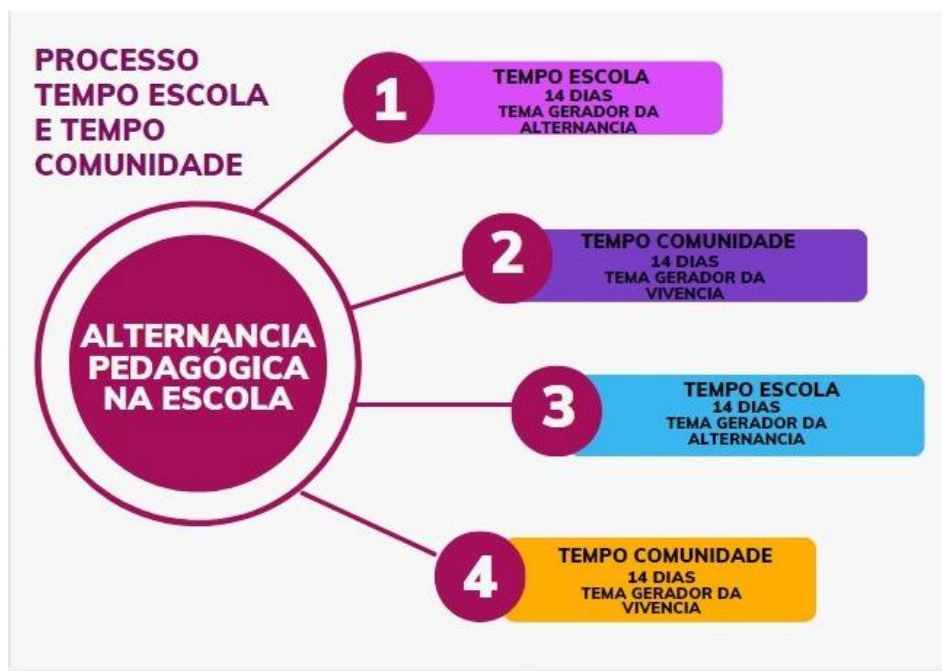 PROCESSO
TEMPO ESCOLA
E TEMPO
COMUNIDADE
ALTERNANCIA
PEDAGÓGICA
NA ESCOLA
1
TEMPO ESCOLA
14 DIAS
TEMA GERADOR DA
ALTERNANCIA
2
TEMPO COMUNIDADE
14 DIAS
TEMA GERADOR DA
VIVENCIA
3
TEMPO ESCOLA
14 DIAS
TEMA GERADOR DA
ALTERNANCIA
4
TEMPO COMUNIDADE
14 DIAS
TEMA GERADOR DA
VIVENCIA